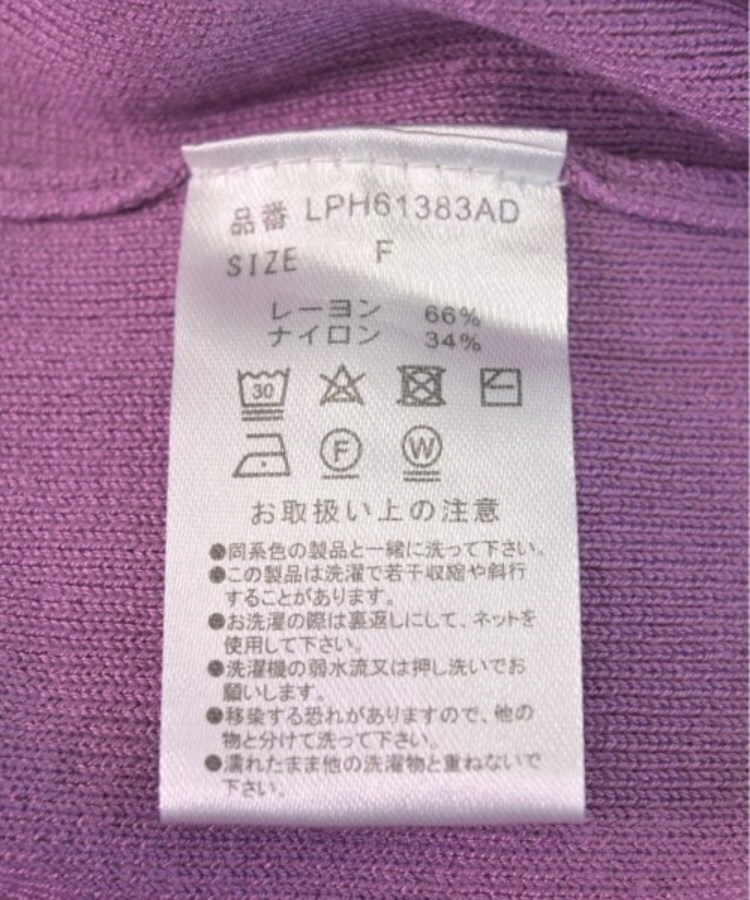 品番 LPH61383AD
SIZE F
レーヨン 66%
ナイロン 34%
30
F W
お取扱い上の注意
●同系色の製品と一緒に洗って下さい。
●この製品は洗濯で若干収縮や斜行
することがあります。
●お洗濯の際は裏返しにして、ネットを
使用して下さい。
●洗濯機の弱水流又は押し洗いでお
願いします。
●移染する恐れがありますので、他の
物と分けて洗って下さい。
●濡れたまま他の洗濯物と重ねないで
下さい。